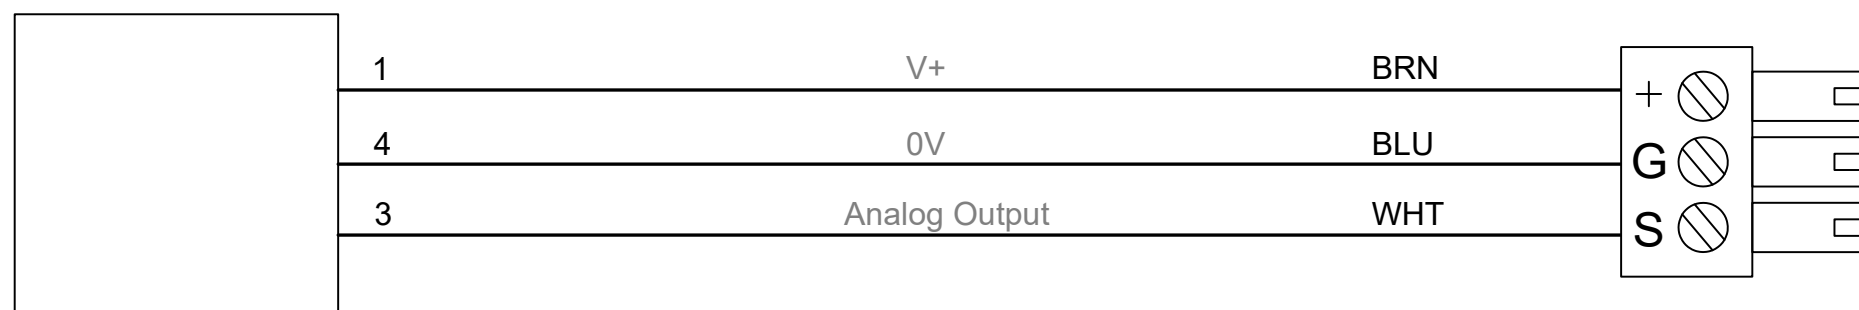 1 V+ BRN +
4 0V BLU G
3 Analog Output WHT S